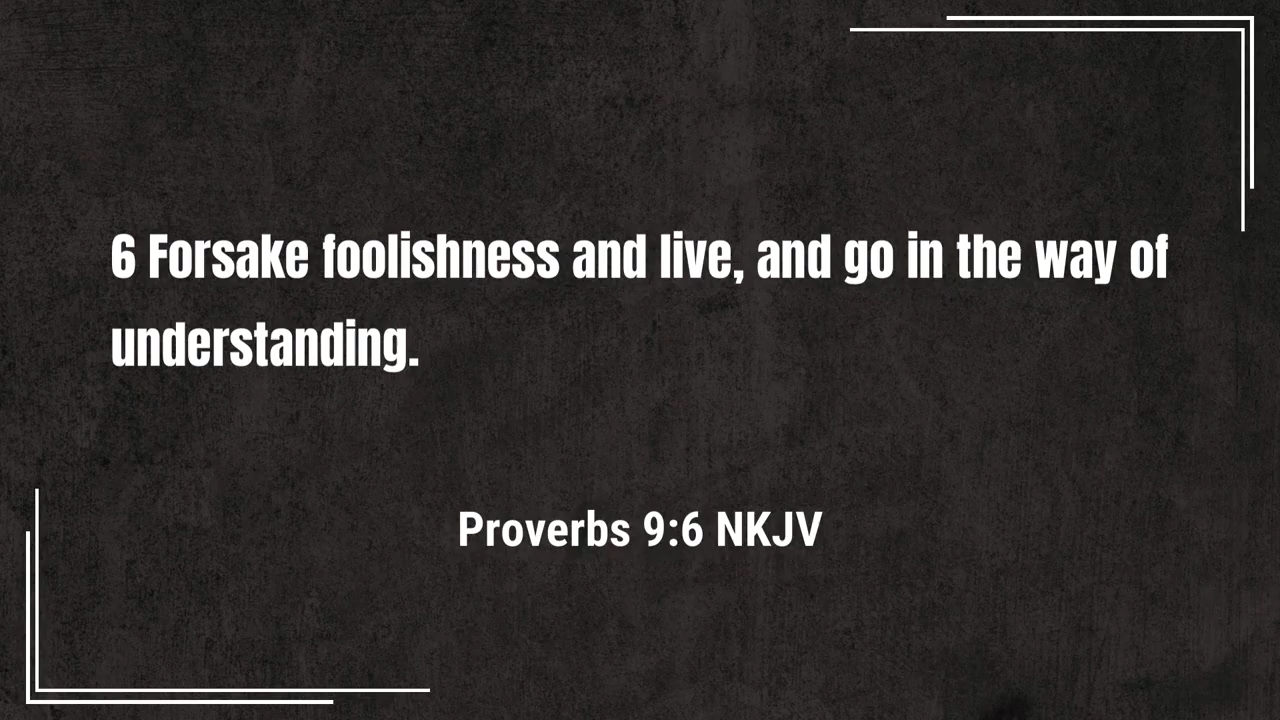 6 Forsake foolishness and live, and go in the way of
understanding.
Proverbs 9:6 NKJV